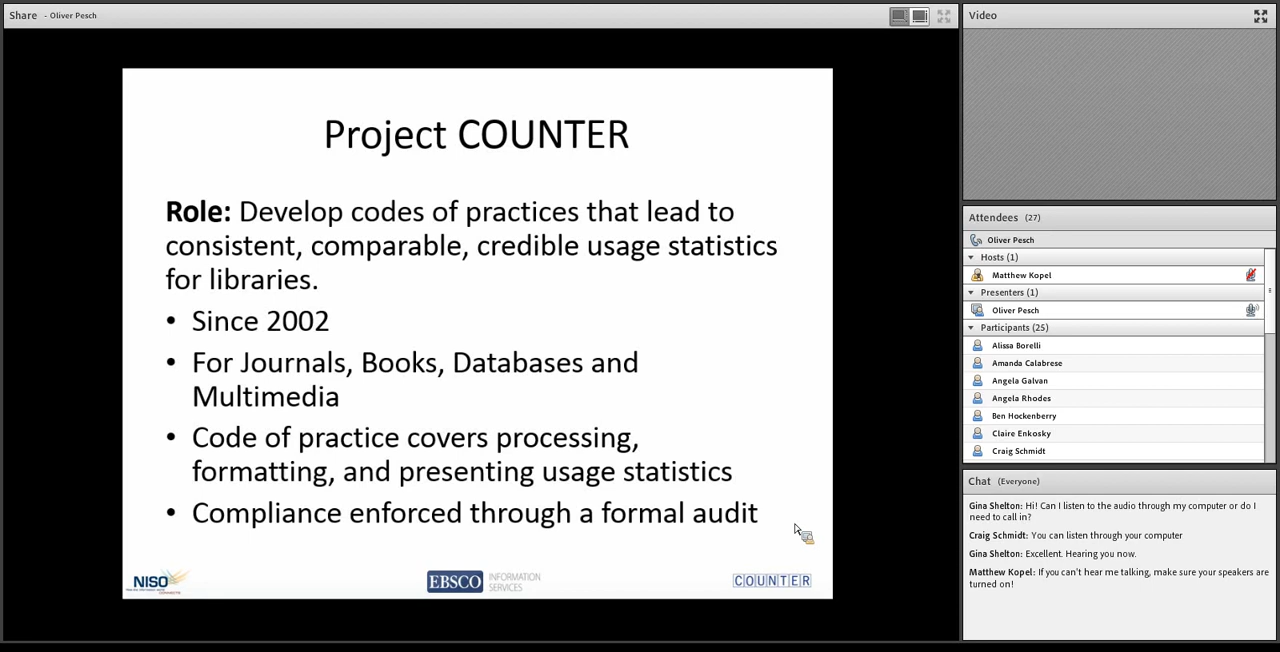 Share - Oliver Pesch
Project COUNTER
Role: Develop codes of practices that lead to
consistent, comparable, credible usage statistics
for libraries.
• Since 2002
• For Journals, Books, Databases and
Multimedia
• Code of practice covers processing,
formatting, and presenting usage statistics
• Compliance enforced through a formal audit
NISO
EBSCO INFORMATION
SERVICES
COUNTER
Video
Attendees (27)
Oliver Pesch
Hosts (1)
Matthew Kopel
Presenters (1)
Oliver Pesch
Participants (25)
Alissa Borelli
Amanda Calabrese
Angela Galvan
Angela Rhodes
Ben Hockenberry
Claire Enkosky
Craig Schmidt
Chat (Everyone)
Gina Shelton: Hi! Can I listen to the audio through my computer or do I
need to call in?
Craig Schmidt: You can listen through your computer
Gina Shelton: Excellent. Hearing you now.
Matthew Kopel: If you can't hear me talking, make sure your speakers are
turned on!